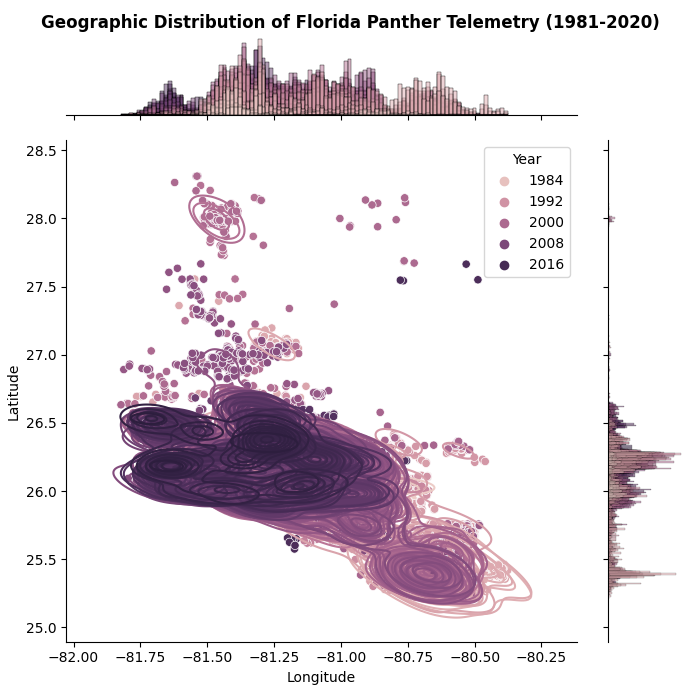 Geographic Distribution of Florida Panther Telemetry (1981-2020)
28.5
28.0
27.5
27.0
26.5
26.0
25.5
25.0
Latitude
Year
1984
1992
2000
2008
2016
−82.00 −81.75 −81.50 −81.25 −81.00 −80.75 −80.50 −80.25
Longitude